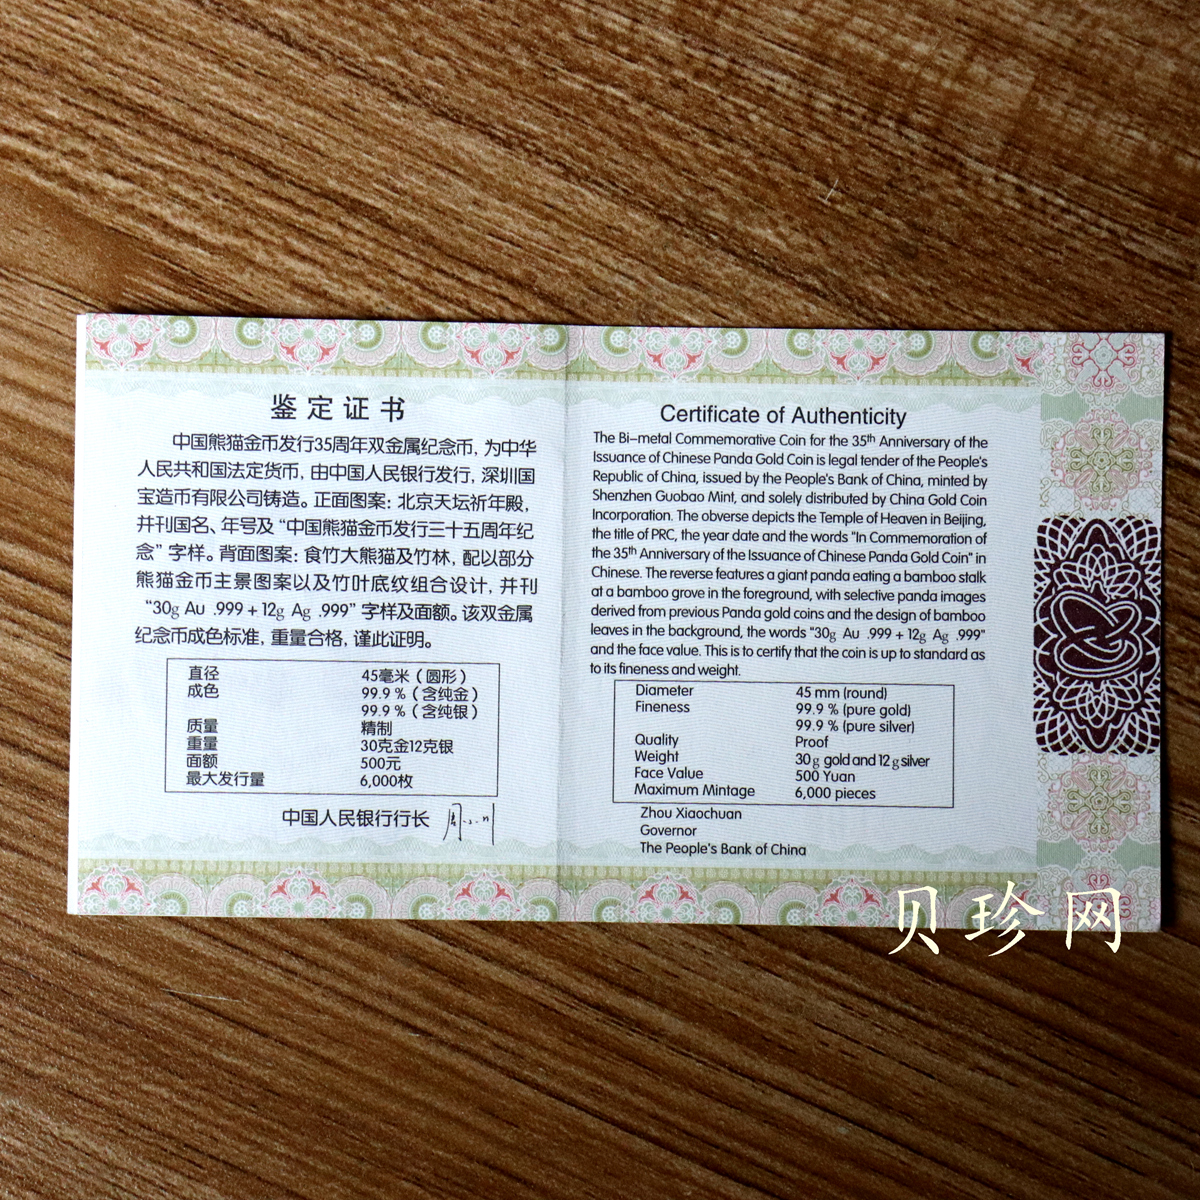 鉴定证书
中国熊猫金币发行35周年双金属纪念币，为中华
人民共和国法定货币，由中国人民银行发行，深圳国
宝造币有限公司铸造。正面图案：北京天坛祈年殿，
并刊国名、年号及“中国熊猫金币发行三十五周年纪
念”字样。背面图案：食竹大熊猫及竹林，配以部分
熊猫金币主景图案以及竹叶底纹组合设计，并刊
“30g Au .999 + 12g Ag .999”字样及面额。该双金属
纪念币成色标准，重量合格，谨此证明。
直径 45毫米（圆形）
成色 99.9 %（含纯金）
99.9 %（含纯银）
质量 精制
重量 30克金12克银
面额 500元
最大发行量 6,000枚
中国人民银行行长
Certificate of Authenticity
The Bi-metal Commemorative Coin for the 35th Anniversary of the
Issuance of Chinese Panda Gold Coin is legal tender of the People's
Republic of China, issued by the People's Bank of China, minted by
Shenzhen Guobao Mint, and solely distributed by China Gold Coin
Incorporation. The obverse depicts the Temple of Heaven in Beijing,
the title of PRC, the year date and the words "In Commemoration of
the 35th Anniversary of the Issuance of Chinese Panda Gold Coin" in
Chinese. The reverse features a giant panda eating a bamboo stalk
at a bamboo grove in the foreground, with selective panda images
derived from previous Panda gold coins and the design of bamboo
leaves in the background, the words "30g Au .999 + 12g Ag .999"
and the face value. This is to certify that the coin is up to standard as
to its fineness and weight.
Diameter 45 mm (round)
Fineness 99.9 % (pure gold)
99.9 % (pure silver)
Quality Proof
Weight 30 g gold and 12 g silver
Face Value 500 Yuan
Maximum Mintage 6,000 pieces
Zhou Xiaochuan
Governor
The People's Bank of China
贝珍网